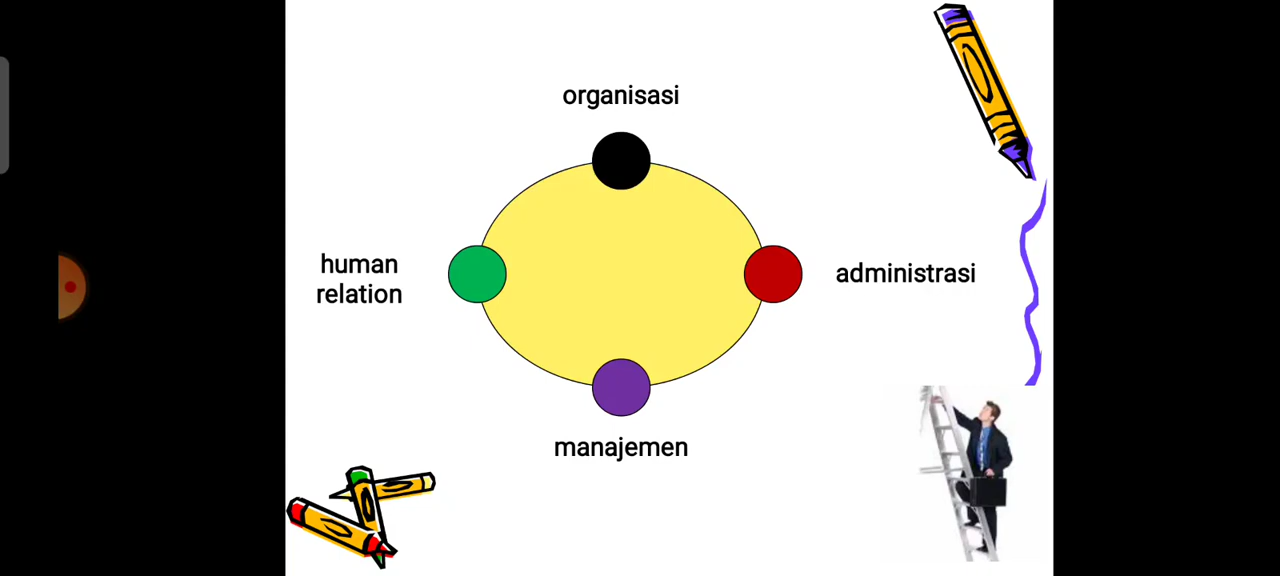 organisasi
human
relation
administrasi
manajemen